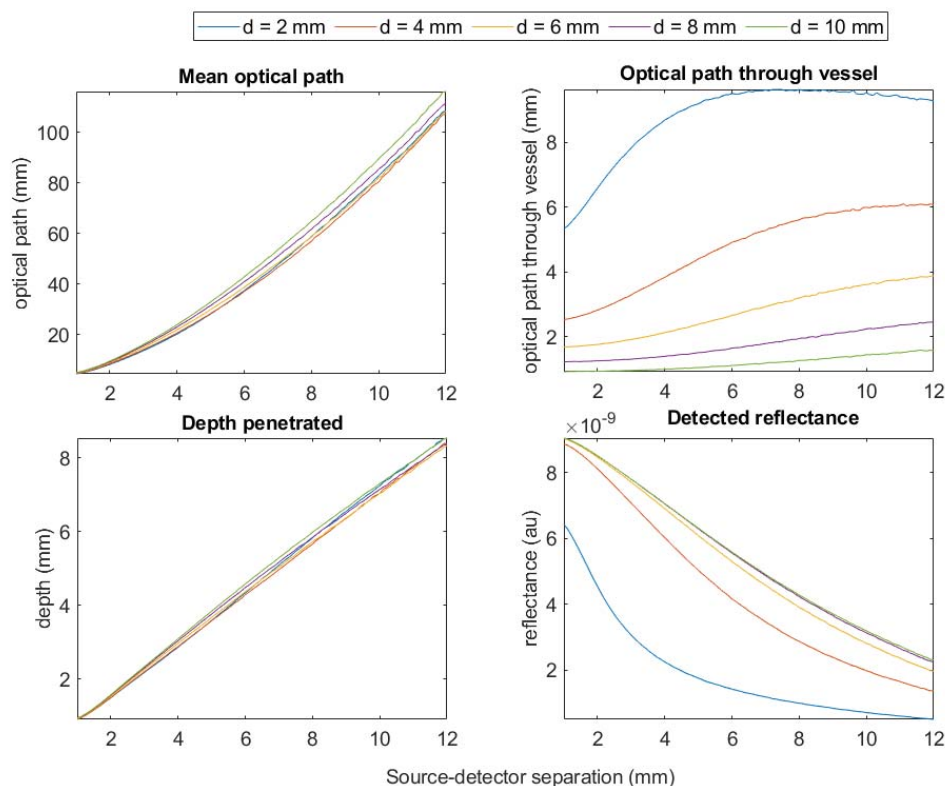 d = 2 mm d = 4 mm d = 6 mm d = 8 mm d = 10 mm
Mean optical path
optical path (mm)
100
80
60
40
20
2 4 6 8 10 12
Optical path through vessel
optical path through vessel (mm)
8
6
4
2
2 4 6 8 10 12
Depth penetrated
depth (mm)
8
6
4
2
2 4 6 8 10 12
Detected reflectance
×10⁻⁹
reflectance (au)
8
6
4
2
2 4 6 8 10 12
Source-detector separation (mm)